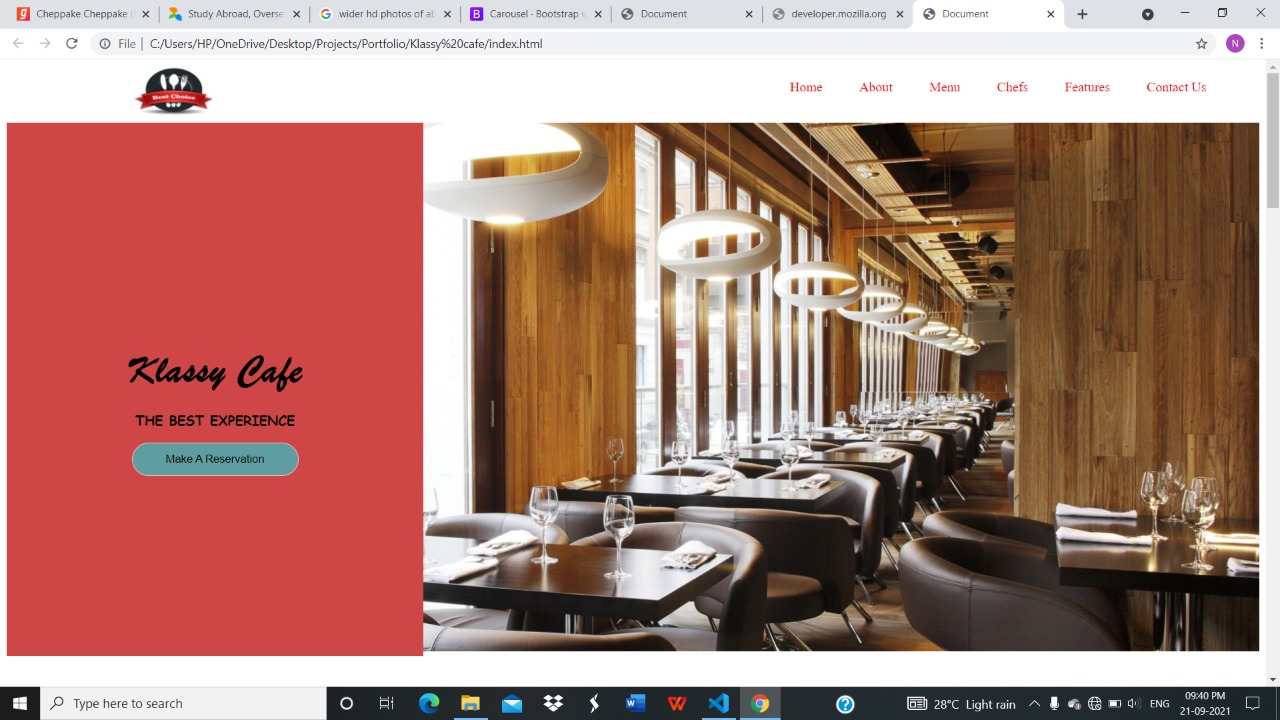 Cheppake Cheppake
Study Abroad, Overse
wider hd photos of ab
Carousel - Bootstrap v
Document
developer.mozilla.org
Document
File | C:/Users/HP/OneDrive/Desktop/Projects/Portfolio/Klassy%20cafe/index.html
N
Best Choice
Home About Menu Chefs Features Contact Us
Klassy Cafe
THE BEST EXPERIENCE
Make A Reservation
Type here to search
28°C Light rain
ENG
09:40 PM
21-09-2021